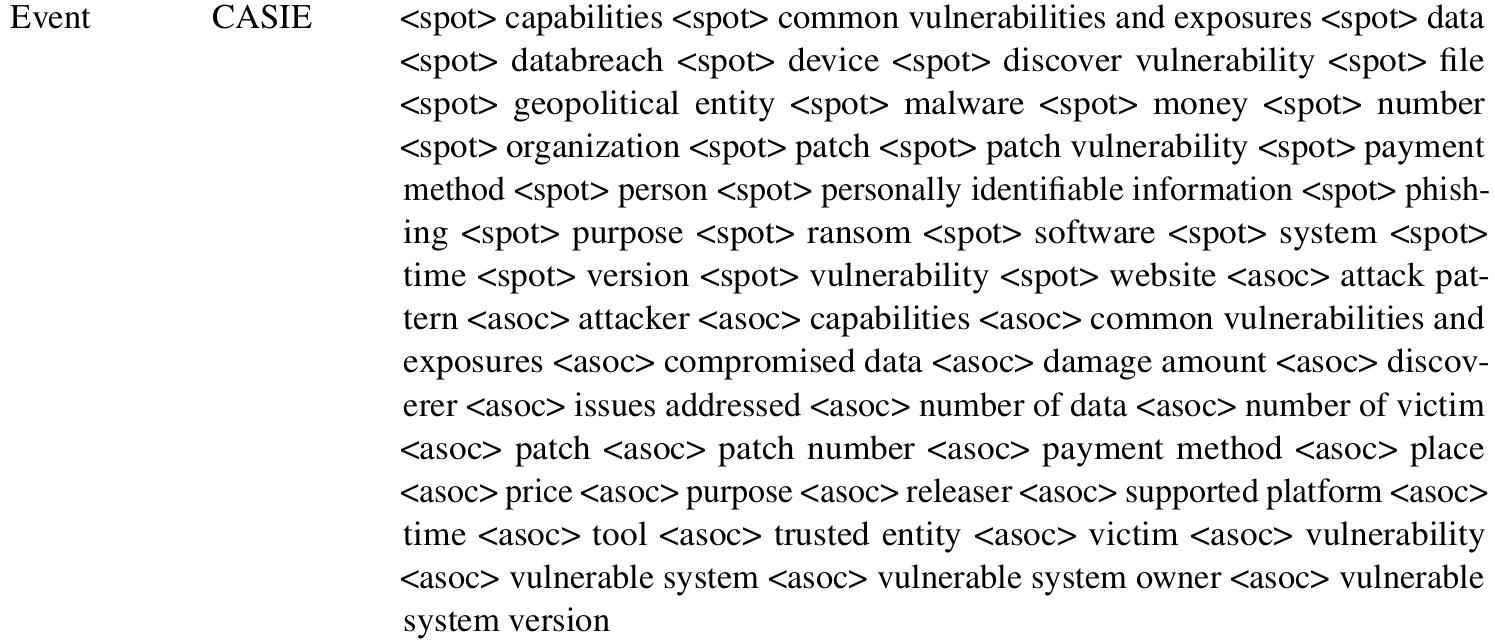 Event CASIE <spot> capabilities <spot> common vulnerabilities and exposures <spot> data
<spot> databreach <spot> device <spot> discover vulnerability <spot> file
<spot> geopolitical entity <spot> malware <spot> money <spot> number
<spot> organization <spot> patch <spot> patch vulnerability <spot> payment
method <spot> person <spot> personally identifiable information <spot> phish-
ing <spot> purpose <spot> ransom <spot> software <spot> system <spot>
time <spot> version <spot> vulnerability <spot> website <asoc> attack pat-
tern <asoc> attacker <asoc> capabilities <asoc> common vulnerabilities and
exposures <asoc> compromised data <asoc> damage amount <asoc> discov-
erer <asoc> issues addressed <asoc> number of data <asoc> number of victim
<asoc> patch <asoc> patch number <asoc> payment method <asoc> place
<asoc> price <asoc> purpose <asoc> releaser <asoc> supported platform <asoc>
time <asoc> tool <asoc> trusted entity <asoc> victim <asoc> vulnerability
<asoc> vulnerable system <asoc> vulnerable system owner <asoc> vulnerable
system version